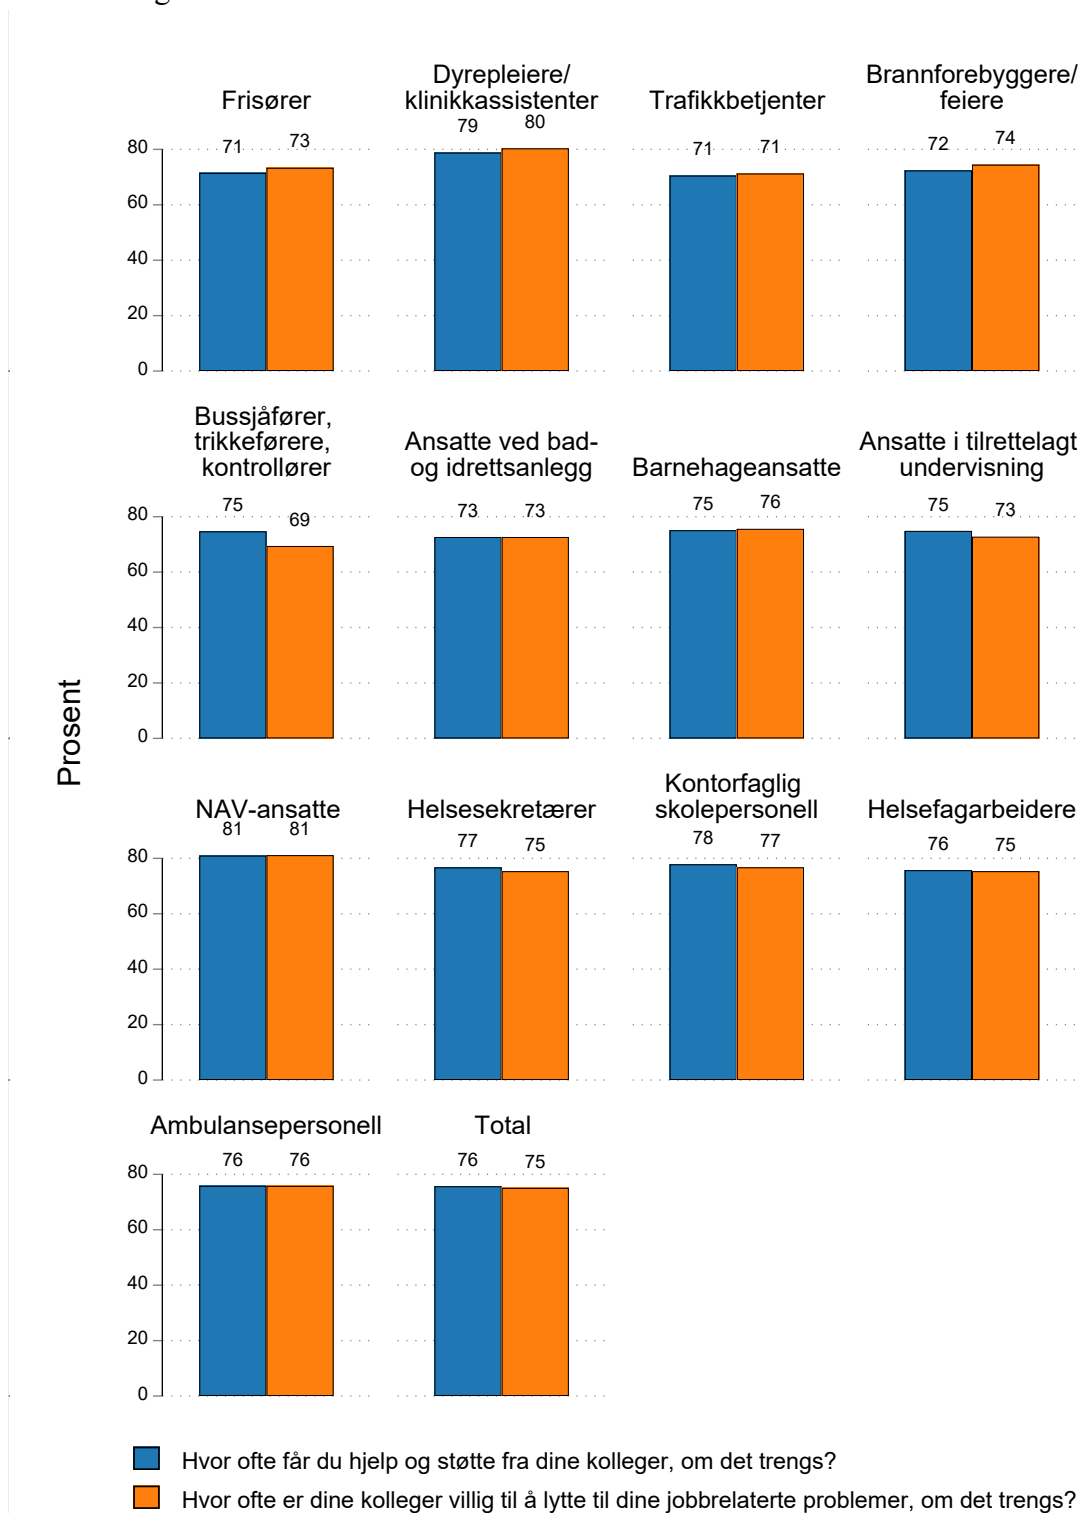 Frisører
Dyrepleiere/
klinikkassistenter
Trafikkbetjenter
Brannforebyggere/
feiere
71
73
79
80
71
71
72
74
80
60
40
20
0
Bussjåfører,
trikkeførere,
kontrollører
Ansatte ved bad-
og idrettsanlegg
Barnehageansatte
Ansatte i tilrettelagt
undervisning
75
69
73
73
75
76
75
73
80
60
40
20
0
Prosent
NAV-ansatte
Helsesekretærer
Kontorfaglig
skolepersonell
Helsefagarbeidere
81
81
77
75
78
77
76
75
80
60
40
20
0
Ambulansepersonell
Total
76
76
76
75
80
60
40
20
0
Hvor ofte får du hjelp og støtte fra dine kolleger, om det trengs?
Hvor ofte er dine kolleger villig til å lytte til dine jobbrelaterte problemer, om det trengs?